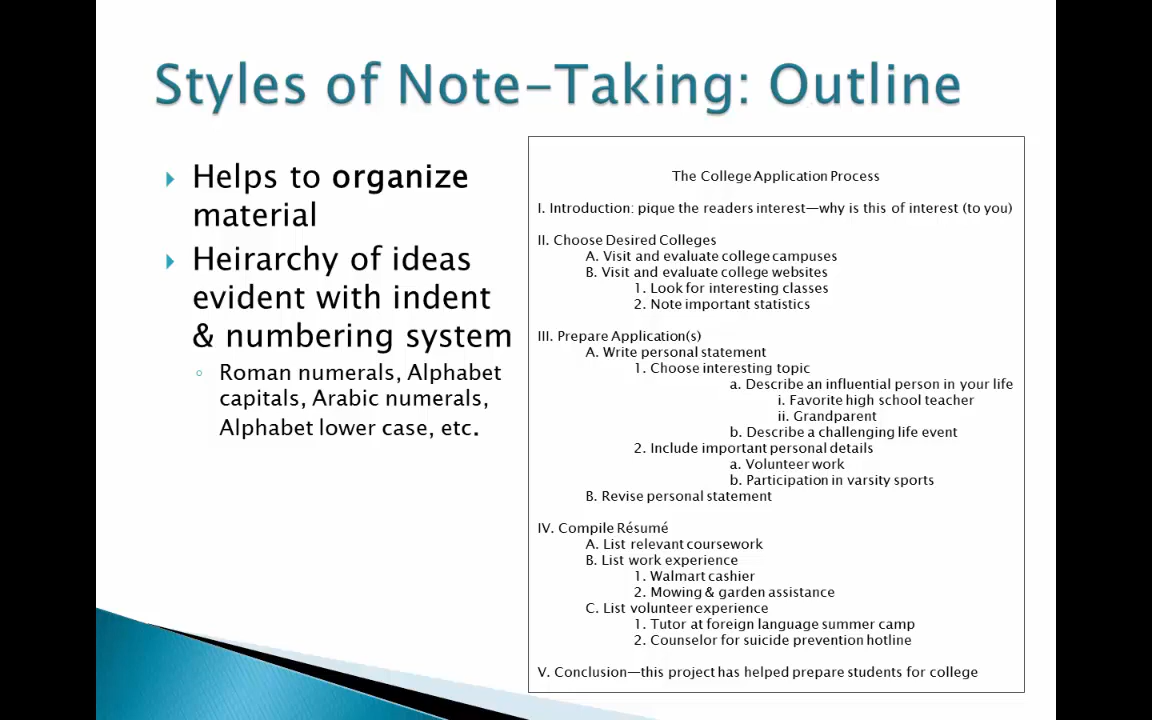 Styles of Note-Taking: Outline
Helps to organize
material
Heirarchy of ideas
evident with indent
& numbering system
Roman numerals, Alphabet
capitals, Arabic numerals,
Alphabet lower case, etc.
The College Application Process
I. Introduction: pique the readers interest—why is this of interest (to you)
II. Choose Desired Colleges
A. Visit and evaluate college campuses
B. Visit and evaluate college websites
1. Look for interesting classes
2. Note important statistics
III. Prepare Application(s)
A. Write personal statement
1. Choose interesting topic
a. Describe an influential person in your life
i. Favorite high school teacher
ii. Grandparent
b. Describe a challenging life event
2. Include important personal details
a. Volunteer work
b. Participation in varsity sports
B. Revise personal statement
IV. Compile Résumé
A. List relevant coursework
B. List work experience
1. Walmart cashier
2. Mowing & garden assistance
C. List volunteer experience
1. Tutor at foreign language summer camp
2. Counselor for suicide prevention hotline
V. Conclusion—this project has helped prepare students for college